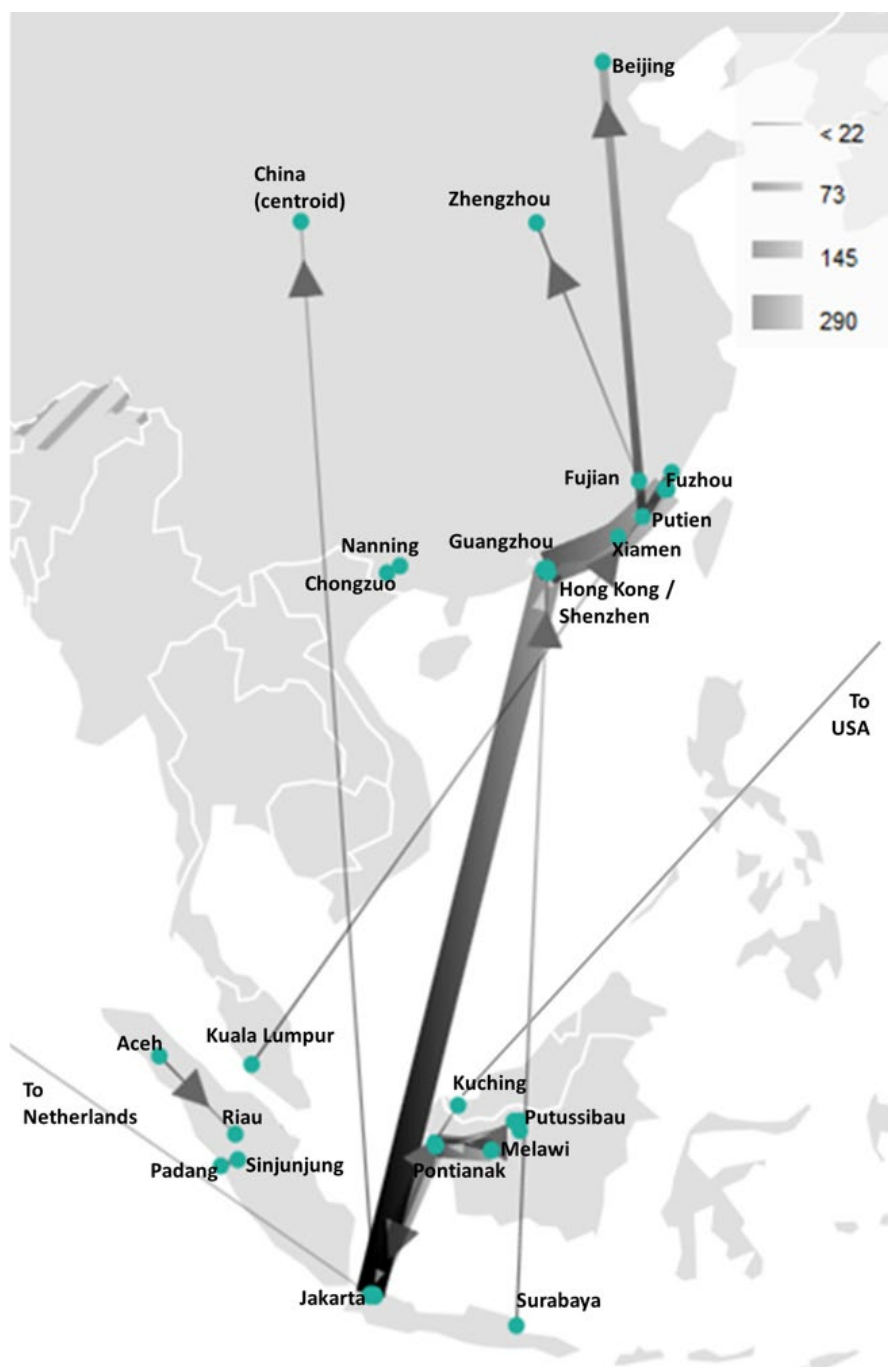 Beijing
< 22
73
145
290
China
(centroid)
Zhengzhou
Fujian
Fuzhou
Putien
Xiamen
Guangzhou
Nanning
Chongzuo
Hong Kong /
Shenzhen
To
USA
Aceh
Kuala Lumpur
To
Netherlands
Riau
Kuching
Putussibau
Padang
Sinjunjung
Pontianak
Melawi
Jakarta
Surabaya